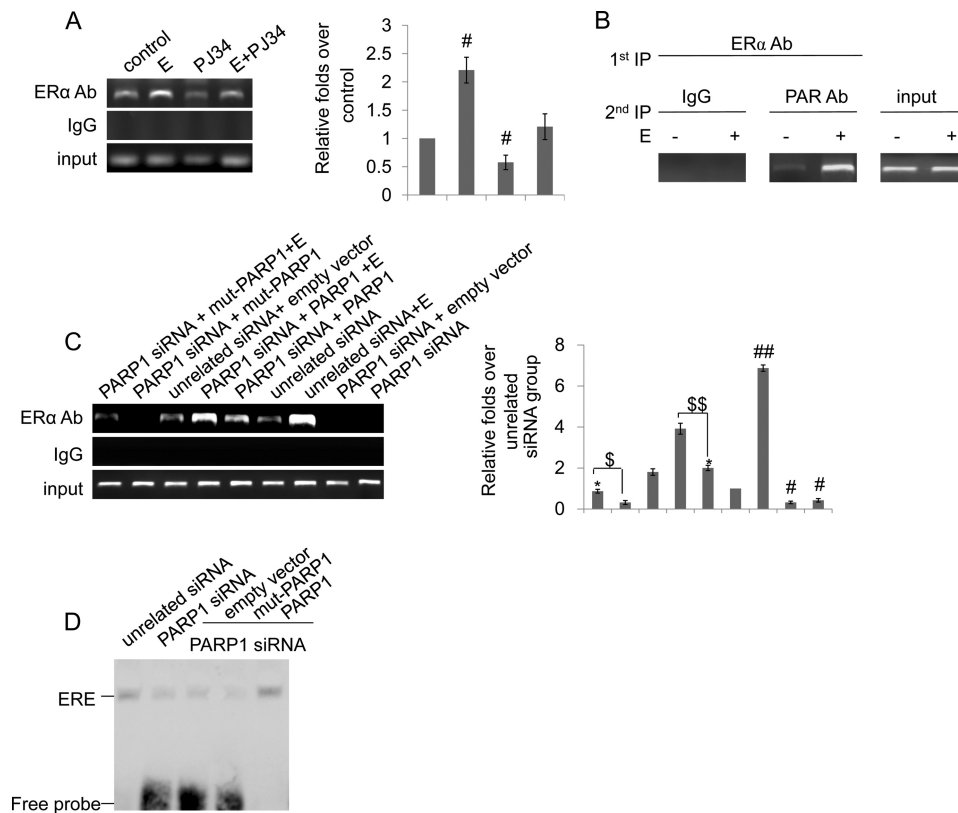 A
control
E
PJ34
E+PJ34
ERα Ab
IgG
input
Relative folds over
control
3
2.5
2
1.5
1
0.5
0
#
#
B
1st IP
ERα Ab
2nd IP
IgG
PAR Ab
input
E
-
+
-
+
-
+
C
PARP1 siRNA + mut-PARP1+E
PARP1 siRNA + mut-PARP1
unrelated siRNA+ empty vector
PARP1 siRNA + PARP1 +E
PARP1 siRNA + PARP1
unrelated siRNA
unrelated siRNA+E
PARP1 siRNA + empty vector
PARP1 siRNA
ERα Ab
IgG
input
Relative folds over
unrelated
siRNA group
8
6
4
2
0
*
$
$$
*
##
#
#
D
unrelated siRNA
PARP1 siRNA
empty vector
mut-PARP1
PARP1
PARP1 siRNA
ERE
Free probe